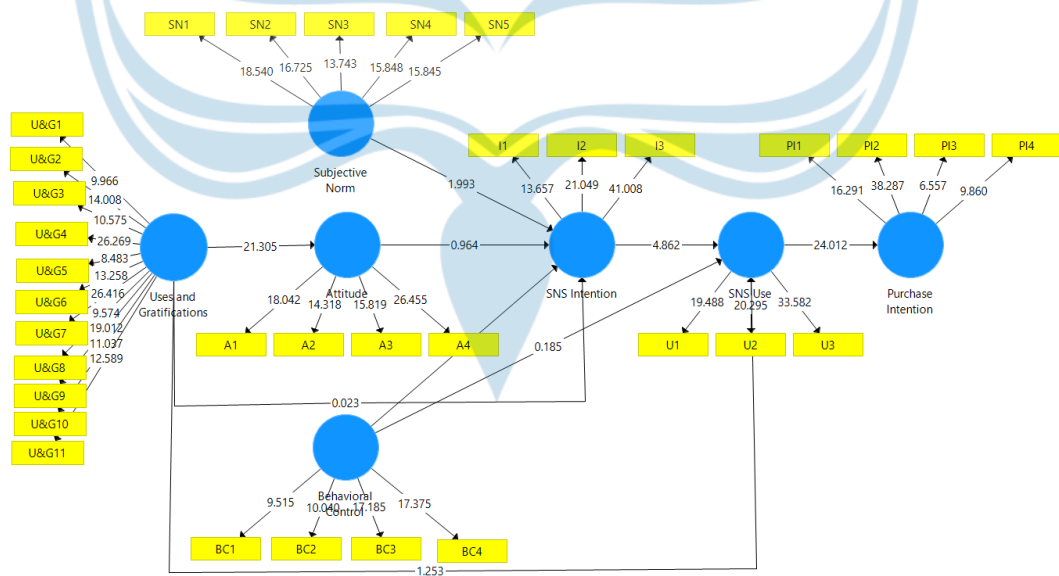 SN1 SN2 SN3 SN4 SN5
18.540 16.725 13.743 15.848 15.845
Subjective
Norm
U&G1
U&G2
U&G3
U&G4
U&G5
U&G6
U&G7
U&G8
U&G9
U&G10
U&G11
9.966
14.008
10.575
26.269
8.483
13.258
26.416
9.574
19.012
11.037
12.589
Uses and
Gratifications
21.305
Attitude
18.042 14.318 15.819 26.455
A1 A2 A3 A4
1.993
0.964
I1 I2 I3
13.657 21.049 41.008
SNS Intention
4.862
SNS Use
19.488 20.295 33.582
U1 U2 U3
24.012
PI1 PI2 PI3 PI4
16.291 38.287 6.557 9.860
Purchase
Intention
0.185
0.023
Behavioral
Control
9.515 10.040 17.185 17.375
BC1 BC2 BC3 BC4
1.253